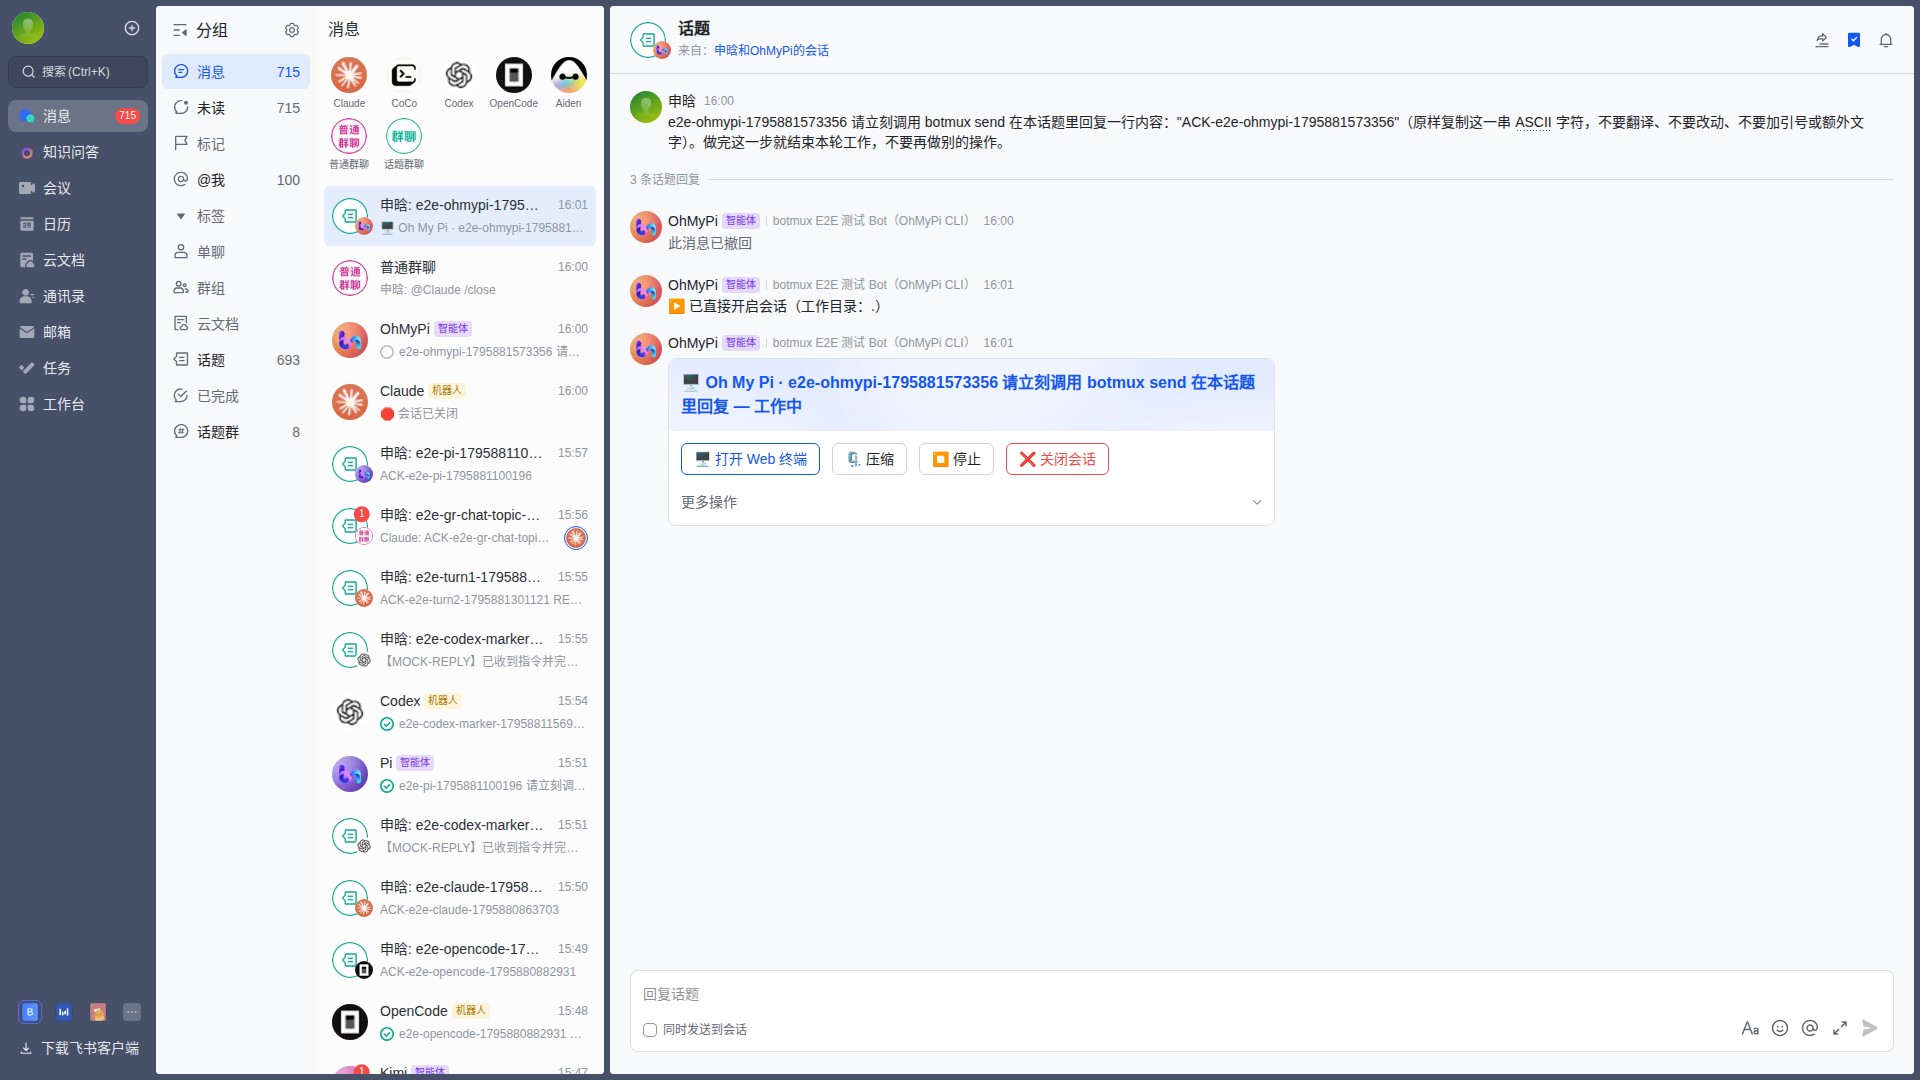 搜索 (Ctrl+K)
消息 715
知识问答
会议
日历
云文档
通讯录
邮箱
任务
工作台
下载飞书客户端
分组
消息 715
未读 715
标记
@我 100
标签
单聊
群组
云文档
话题 693
已完成
话题群 8
消息
Claude CoCo Codex OpenCode Aiden
普通
群聊
群聊
普通群聊 话题群聊
申晗: e2e-ohmypi-1795... 16:01
Oh My Pi · e2e-ohmypi-1795881...
普通
群聊
普通群聊 16:00
申晗: @Claude /close
OhMyPi 智能体 16:00
e2e-ohmypi-1795881573356 请...
Claude 机器人 16:00
会话已关闭
申晗: e2e-pi-179588110... 15:57
ACK-e2e-pi-1795881100196
1
申晗: e2e-gr-chat-topic-... 15:56
Claude: ACK-e2e-gr-chat-topi...
申晗: e2e-turn1-179588... 15:55
ACK-e2e-turn2-1795881301121 RE...
申晗: e2e-codex-marker... 15:55
【MOCK-REPLY】已收到指令并完...
Codex 机器人 15:54
e2e-codex-marker-17958811569...
Pi 智能体 15:51
e2e-pi-1795881100196 请立刻调...
申晗: e2e-codex-marker... 15:51
【MOCK-REPLY】已收到指令并完...
申晗: e2e-claude-17958... 15:50
ACK-e2e-claude-1795880863703
申晗: e2e-opencode-17... 15:49
ACK-e2e-opencode-1795880882931
OpenCode 机器人 15:48
e2e-opencode-1795880882931 ...
1
Kimi 智能体 15:47
话题
来自：申晗和OhMyPi的会话
申晗 16:00
e2e-ohmypi-1795881573356 请立刻调用 botmux send 在本话题里回复一行内容："ACK-e2e-ohmypi-1795881573356"（原样复制这一串 ASCII 字符，不要翻译、不要改动、不要加引号或额外文
字）。做完这一步就结束本轮工作，不要再做别的操作。
3 条话题回复
OhMyPi 智能体 botmux E2E 测试 Bot（OhMyPi CLI） 16:00
此消息已撤回
OhMyPi 智能体 botmux E2E 测试 Bot（OhMyPi CLI） 16:01
已直接开启会话（工作目录：.）
OhMyPi 智能体 botmux E2E 测试 Bot（OhMyPi CLI） 16:01
Oh My Pi · e2e-ohmypi-1795881573356 请立刻调用 botmux send 在本话题
里回复 — 工作中
打开 Web 终端 压缩 停止 关闭会话
更多操作
回复话题
同时发送到会话
Aa